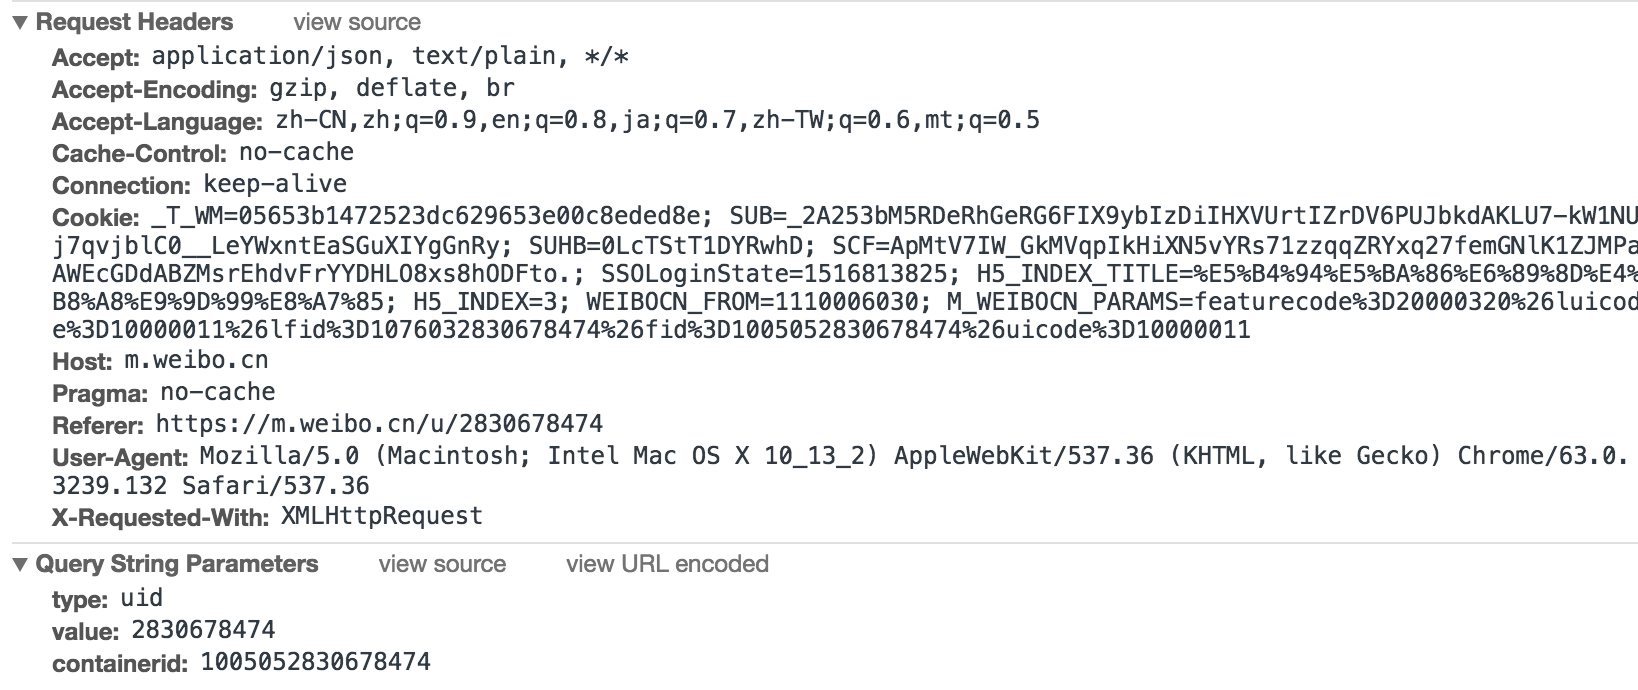 ▼ Request Headers view source
Accept: application/json, text/plain, */*
Accept-Encoding: gzip, deflate, br
Accept-Language: zh-CN,zh;q=0.9,en;q=0.8,ja;q=0.7,zh-TW;q=0.6,mt;q=0.5
Cache-Control: no-cache
Connection: keep-alive
Cookie: _T_WM=05653b1472523dc629653e00c8eded8e; SUB=_2A253bM5RDeRhGeRG6FIX9ybIzDiIHXVUrtIZrDV6PUJbkdAKLU7-kW1NU
j7qvjblC0__LeYWxntEaSGuXIYgGnRy; SUHB=0LcTStT1DYRwhD; SCF=ApMtV7IW_GkMVqpIkHiXN5vYRs71zzqqZRYxq27femGNlK1ZJMPa
AWEcGDdABZMsrEhdvFrYYDHLO8xs8hODFto.; SSOLoginState=1516813825; H5_INDEX_TITLE=%E5%B4%94%E5%BA%86%E6%89%8D%E4%
B8%A8%E9%9D%99%E8%A7%85; H5_INDEX=3; WEIBOCN_FROM=1110006030; M_WEIBOCN_PARAMS=featurecode%3D20000320%26luicod
e%3D10000011%26lfid%3D1076032830678474%26fid%3D1005052830678474%26uicode%3D10000011
Host: m.weibo.cn
Pragma: no-cache
Referer: https://m.weibo.cn/u/2830678474
User-Agent: Mozilla/5.0 (Macintosh; Intel Mac OS X 10_13_2) AppleWebKit/537.36 (KHTML, like Gecko) Chrome/63.0.
3239.132 Safari/537.36
X-Requested-With: XMLHttpRequest
▼ Query String Parameters view source view URL encoded
type: uid
value: 2830678474
containerid: 1005052830678474